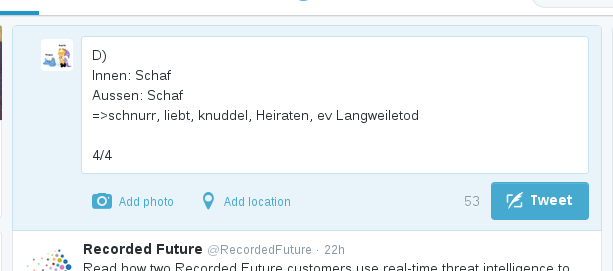 D)
Innen: Schaf
Aussen: Schaf
=>schnurr, liebt, knuddel, Heiraten, ev Langweiletod
4/4
Add photo Add location 53 Tweet
Recorded Future @RecordedFuture · 22h
Read how two Recorded Future customers use real-time threat intelligence to